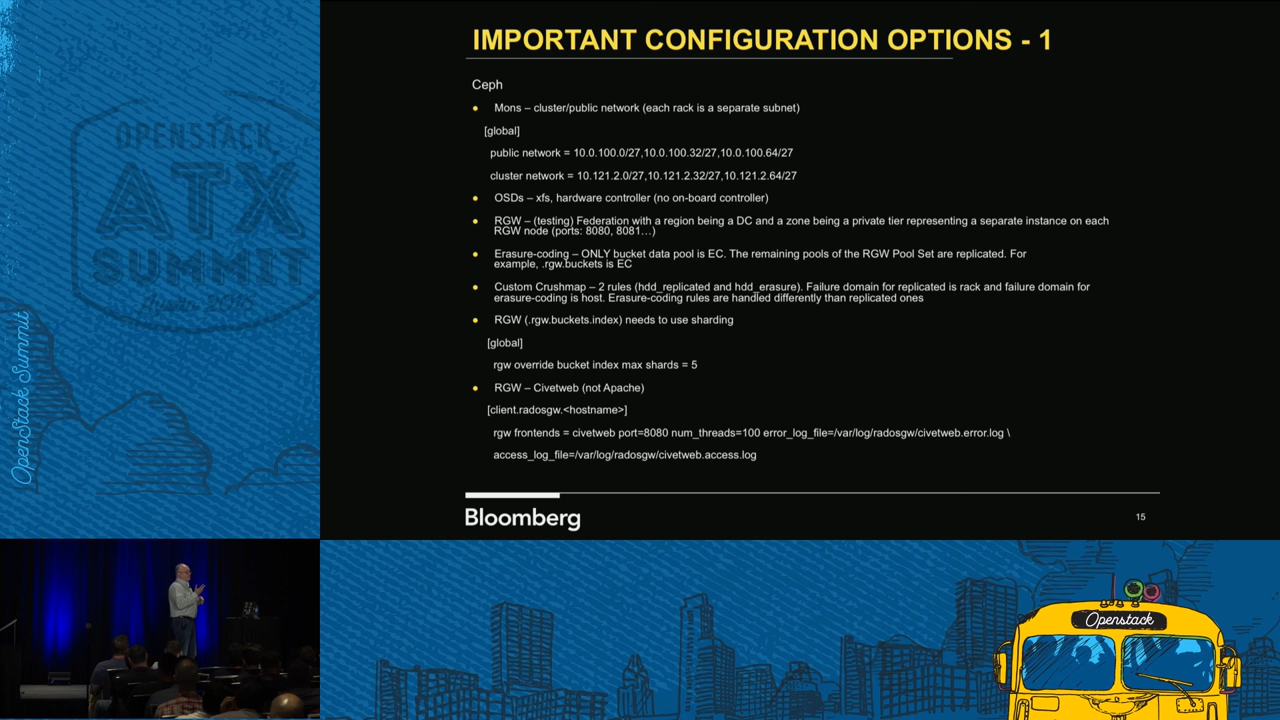 IMPORTANT CONFIGURATION OPTIONS - 1
Ceph
• Mons – cluster/public network (each rack is a separate subnet)
[global]
public network = 10.0.100.0/27,10.0.100.32/27,10.0.100.64/27
cluster network = 10.121.2.0/27,10.121.2.32/27,10.121.2.64/27
• OSDs – xfs, hardware controller (no on-board controller)
• RGW – (testing) Federation with a region being a DC and a zone being a private tier representing a separate instance on each
RGW node (ports: 8080, 8081…)
• Erasure-coding – ONLY bucket data pool is EC. The remaining pools of the RGW Pool Set are replicated. For
example, .rgw.buckets is EC
• Custom Crushmap – 2 rules (hdd_replicated and hdd_erasure). Failure domain for replicated is rack and failure domain for
erasure-coding is host. Erasure-coding rules are handled differently than replicated ones
• RGW (.rgw.buckets.index) needs to use sharding
[global]
rgw override bucket index max shards = 5
• RGW – Civetweb (not Apache)
[client.radosgw.<hostname>]
rgw frontends = civetweb port=8080 num_threads=100 error_log_file=/var/log/radosgw/civetweb.error.log \
access_log_file=/var/log/radosgw/civetweb.access.log
Bloomberg
15
OPENSTACK
ATX
SUMMIT
OpenStack Summit
Openstack